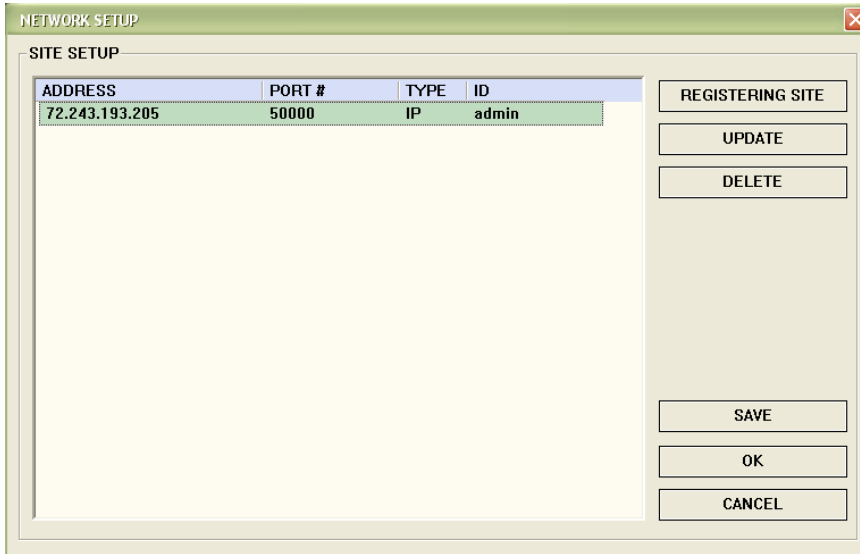 NETWORK SETUP
SITE SETUP
ADDRESS PORT # TYPE ID
72.243.193.205 50000 IP admin
REGISTERING SITE
UPDATE
DELETE
SAVE
OK
CANCEL